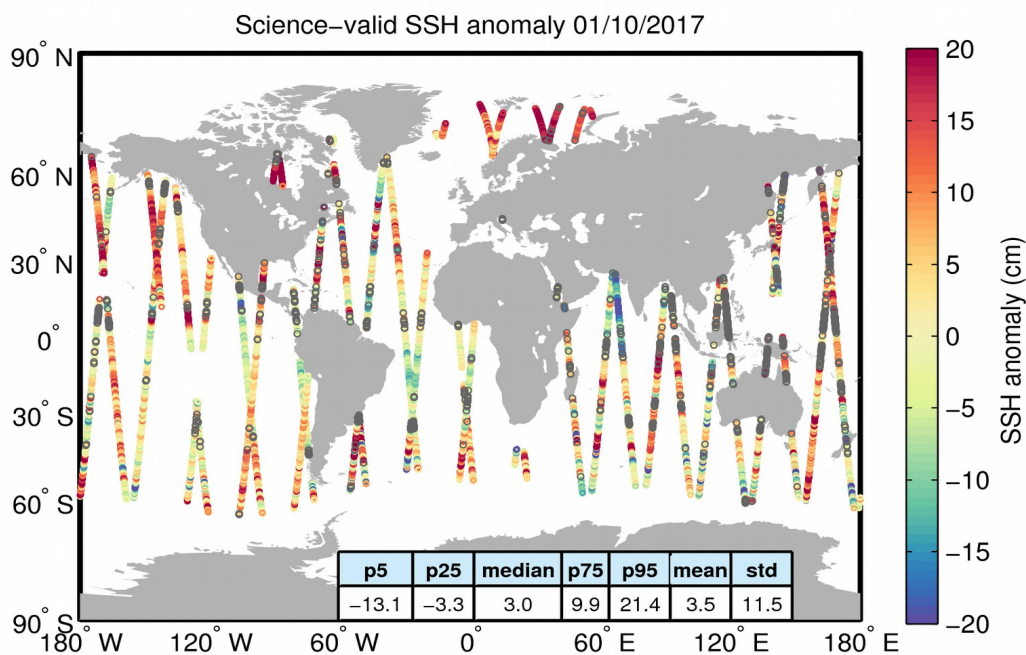 Science−valid SSH anomaly 01/10/2017
90° N
60° N
30° N
0°
30° S
60° S
90° S
180° W
120° W
60° W
0°
60° E
120° E
180° E
p5 p25 median p75 p95 mean std
−13.1 −3.3 3.0 9.9 21.4 3.5 11.5
20
15
10
5
0
−5
−10
−15
−20
SSH anomaly (cm)